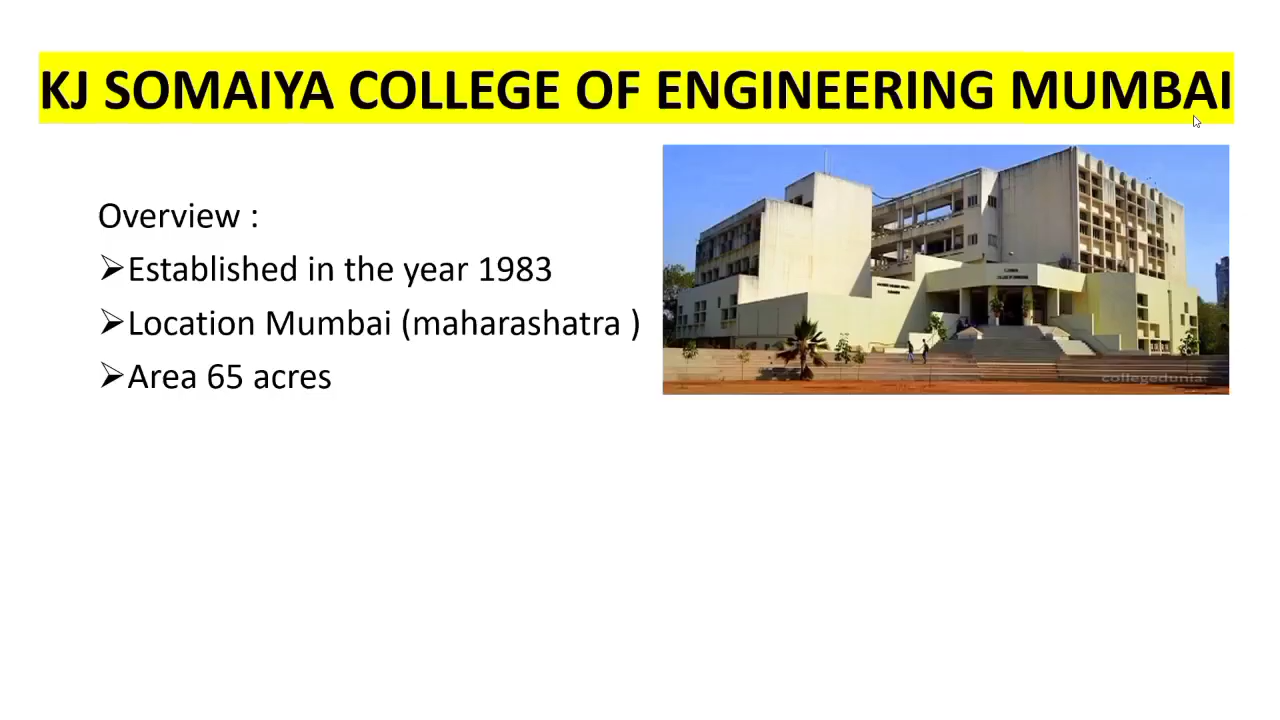 KJ SOMAIYA COLLEGE OF ENGINEERING MUMBAI
Overview :
➢Established in the year 1983
➢Location Mumbai (maharashatra )
➢Area 65 acres
collegedunia